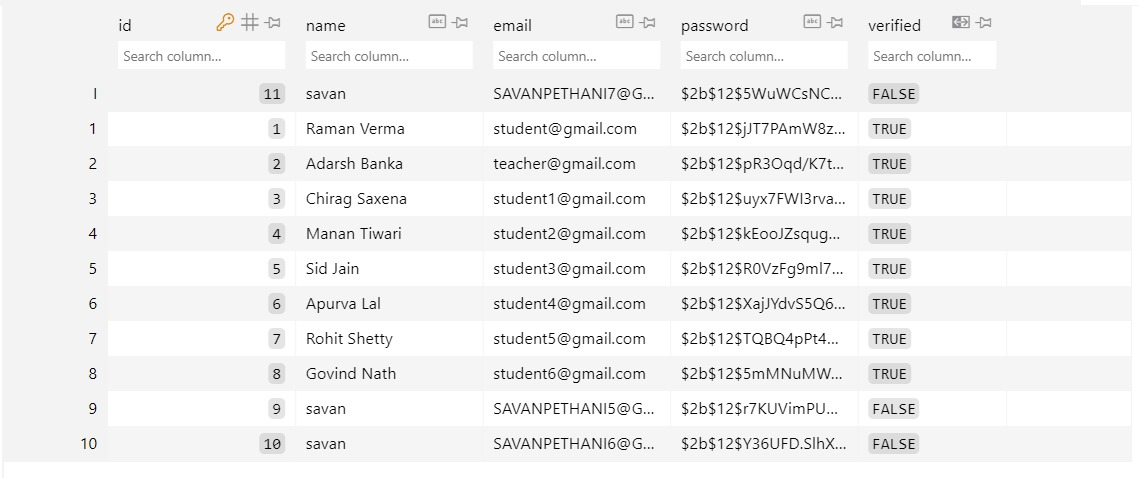 id name email password verified
Search column... Search column... Search column... Search column... Search column...
I 11 savan SAVANPETHANI7@G... $2b$12$5WuWCsNC... FALSE
1 1 Raman Verma student@gmail.com $2b$12$jJT7PAmW8z... TRUE
2 2 Adarsh Banka teacher@gmail.com $2b$12$pR3Oqd/K7t... TRUE
3 3 Chirag Saxena student1@gmail.com $2b$12$uyx7FWI3rva... TRUE
4 4 Manan Tiwari student2@gmail.com $2b$12$kEooJZsqug... TRUE
5 5 Sid Jain student3@gmail.com $2b$12$R0VzFg9ml7... TRUE
6 6 Apurva Lal student4@gmail.com $2b$12$XajJYdvS5Q6... TRUE
7 7 Rohit Shetty student5@gmail.com $2b$12$TQBQ4pPt4... TRUE
8 8 Govind Nath student6@gmail.com $2b$12$5mMNuMW... TRUE
9 9 savan SAVANPETHANI5@G... $2b$12$r7KUVimPU... FALSE
10 10 savan SAVANPETHANI6@G... $2b$12$Y36UFD.SlhX... FALSE